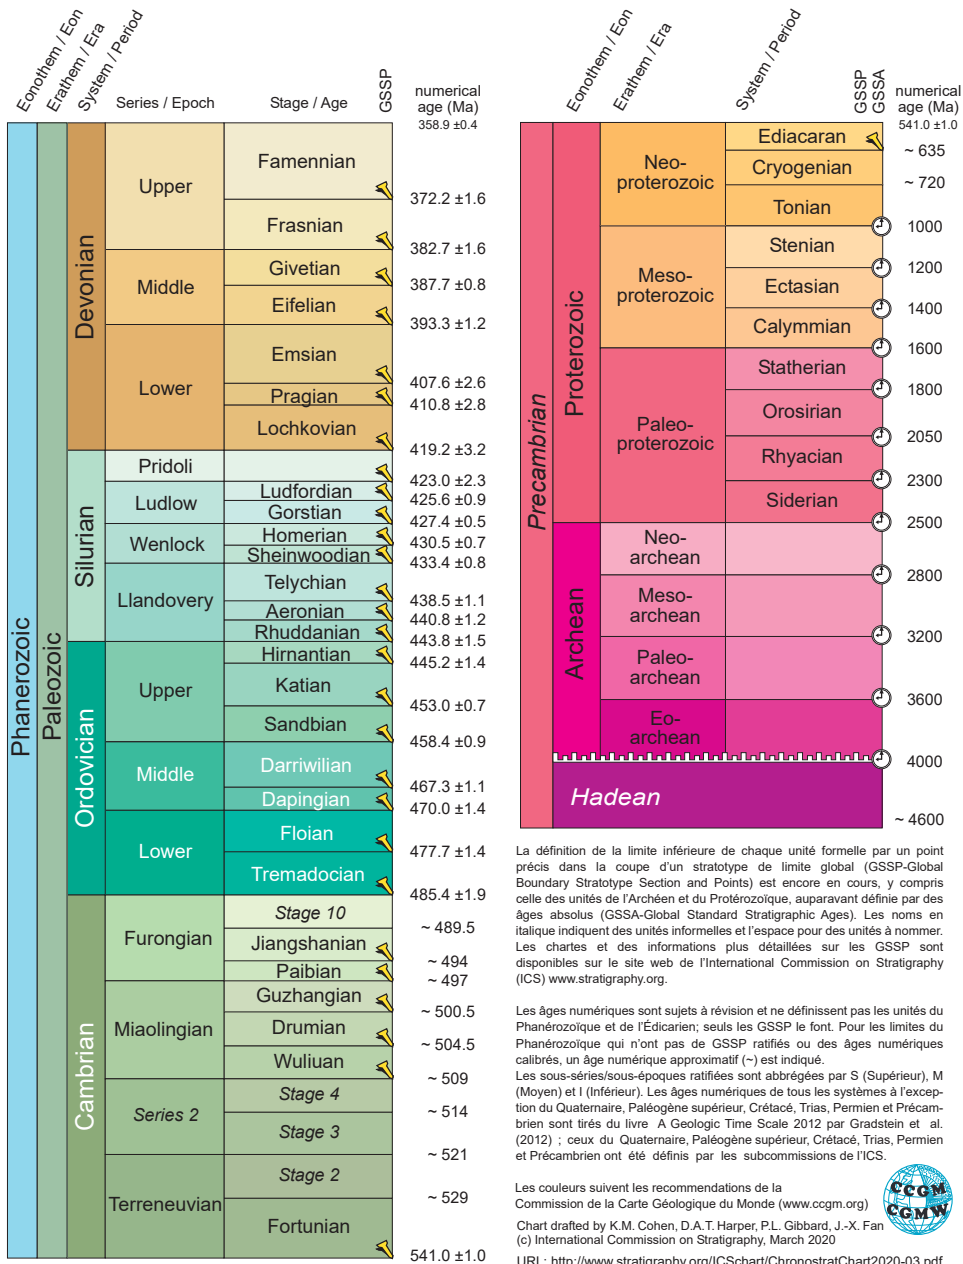 Eonothem / Eon
Erathem / Era
System / Period
Series / Epoch
Stage / Age
GSSP
numerical
age (Ma)
358.9 ±0.4
Phanerozoic
Paleozoic
Devonian
Upper
Famennian
372.2 ±1.6
Frasnian
382.7 ±1.6
Middle
Givetian
387.7 ±0.8
Eifelian
393.3 ±1.2
Lower
Emsian
407.6 ±2.6
Pragian
410.8 ±2.8
Lochkovian
419.2 ±3.2
Silurian
Pridoli
423.0 ±2.3
Ludlow
Ludfordian
425.6 ±0.9
Gorstian
427.4 ±0.5
Wenlock
Homerian
430.5 ±0.7
Sheinwoodian
433.4 ±0.8
Llandovery
Telychian
438.5 ±1.1
Aeronian
440.8 ±1.2
Rhuddanian
443.8 ±1.5
Ordovician
Upper
Hirnantian
445.2 ±1.4
Katian
453.0 ±0.7
Sandbian
458.4 ±0.9
Middle
Darriwilian
467.3 ±1.1
Dapingian
470.0 ±1.4
Lower
Floian
477.7 ±1.4
Tremadocian
485.4 ±1.9
Cambrian
Furongian
Stage 10
~ 489.5
Jiangshanian
~ 494
Paibian
~ 497
Miaolingian
Guzhangian
~ 500.5
Drumian
~ 504.5
Wuliuan
~ 509
Series 2
Stage 4
~ 514
Stage 3
~ 521
Terreneuvian
Stage 2
~ 529
Fortunian
541.0 ±1.0
Eonothem / Eon
Erathem / Era
System / Period
GSSP
GSSA
numerical
age (Ma)
541.0 ±1.0
Precambrian
Proterozoic
Neo-
proterozoic
Ediacaran
~ 635
Cryogenian
~ 720
Tonian
1000
Meso-
proterozoic
Stenian
1200
Ectasian
1400
Calymmian
1600
Paleo-
proterozoic
Statherian
1800
Orosirian
2050
Rhyacian
2300
Siderian
2500
Archean
Neo-
archean
2800
Meso-
archean
3200
Paleo-
archean
3600
Eo-
archean
4000
Hadean
~ 4600
La définition de la limite inférieure de chaque unité formelle par un point
précis dans la coupe d'un stratotype de limite global (GSSP-Global
Boundary Stratotype Section and Points) est encore en cours, y compris
celle des unités de l'Archéen et du Protérozoïque, auparavant définie par des
âges absolus (GSSA-Global Standard Stratigraphic Ages). Les noms en
italique indiquent des unités informelles et l'espace pour des unités à nommer.
Les chartes et des informations plus détaillées sur les GSSP sont
disponibles sur le site web de l'International Commission on Stratigraphy
(ICS) www.stratigraphy.org.
Les âges numériques sont sujets à révision et ne définissent pas les unités du
Phanérozoïque et de l'Édicarien; seuls les GSSP le font. Pour les limites du
Phanérozoïque qui n'ont pas de GSSP ratifiés ou des âges numériques
calibrés, un âge numérique approximatif (~) est indiqué.
Les sous-séries/sous-époques ratifiées sont abbrégées par S (Supérieur), M
(Moyen) et I (Inférieur). Les âges numériques de tous les systèmes à l'excep-
tion du Quaternaire, Paléogène supérieur, Crétacé, Trias, Permien et Précam-
brien sont tirés du livre A Geologic Time Scale 2012 par Gradstein et al.
(2012) ; ceux du Quaternaire, Paléogène supérieur, Crétacé, Trias, Permien
et Précambrien ont été définis par les subcommissions de l'ICS.
Les couleurs suivent les recommendations de la
Commission de la Carte Géologique du Monde (www.ccgm.org)
CCGM
CGMW
Chart drafted by K.M. Cohen, D.A.T. Harper, P.L. Gibbard, J.-X. Fan
(c) International Commission on Stratigraphy, March 2020
URL: http://www.stratigraphy.org/ICSchart/ChronostratChart2020-03.pdf